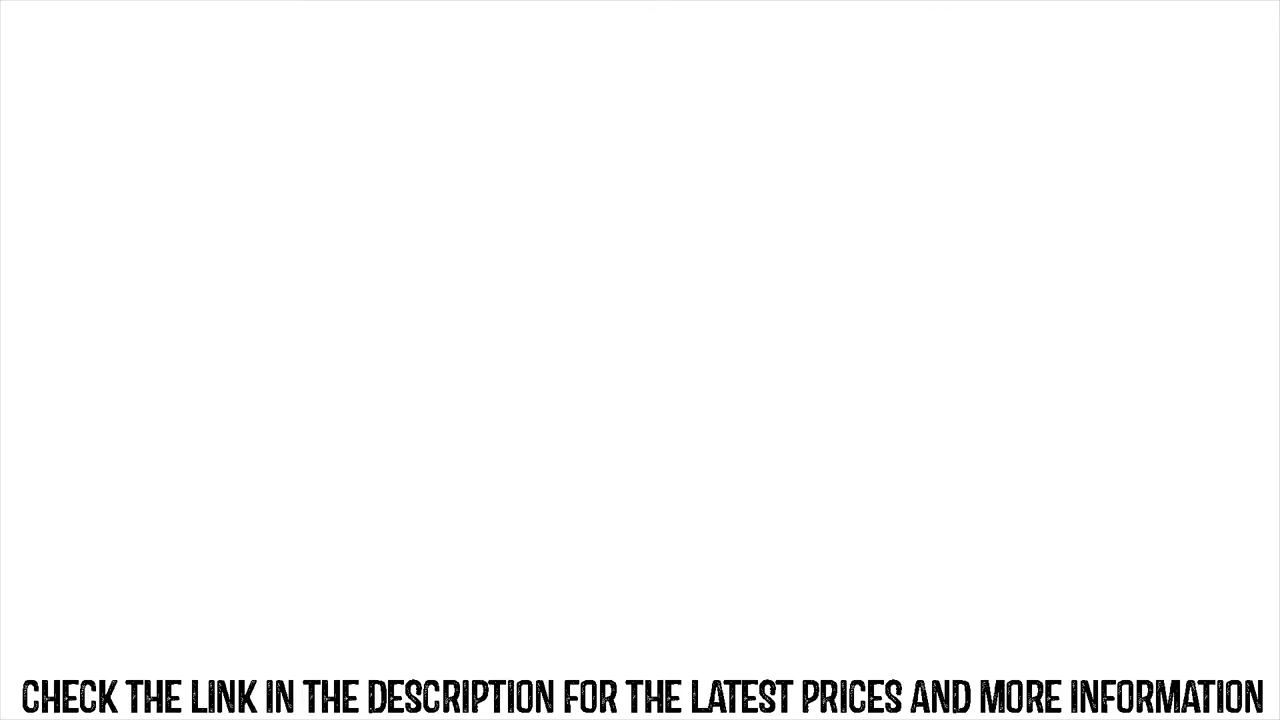 CHECK THE LINK IN THE DESCRIPTION FOR THE LATEST PRICES AND MORE INFORMATION